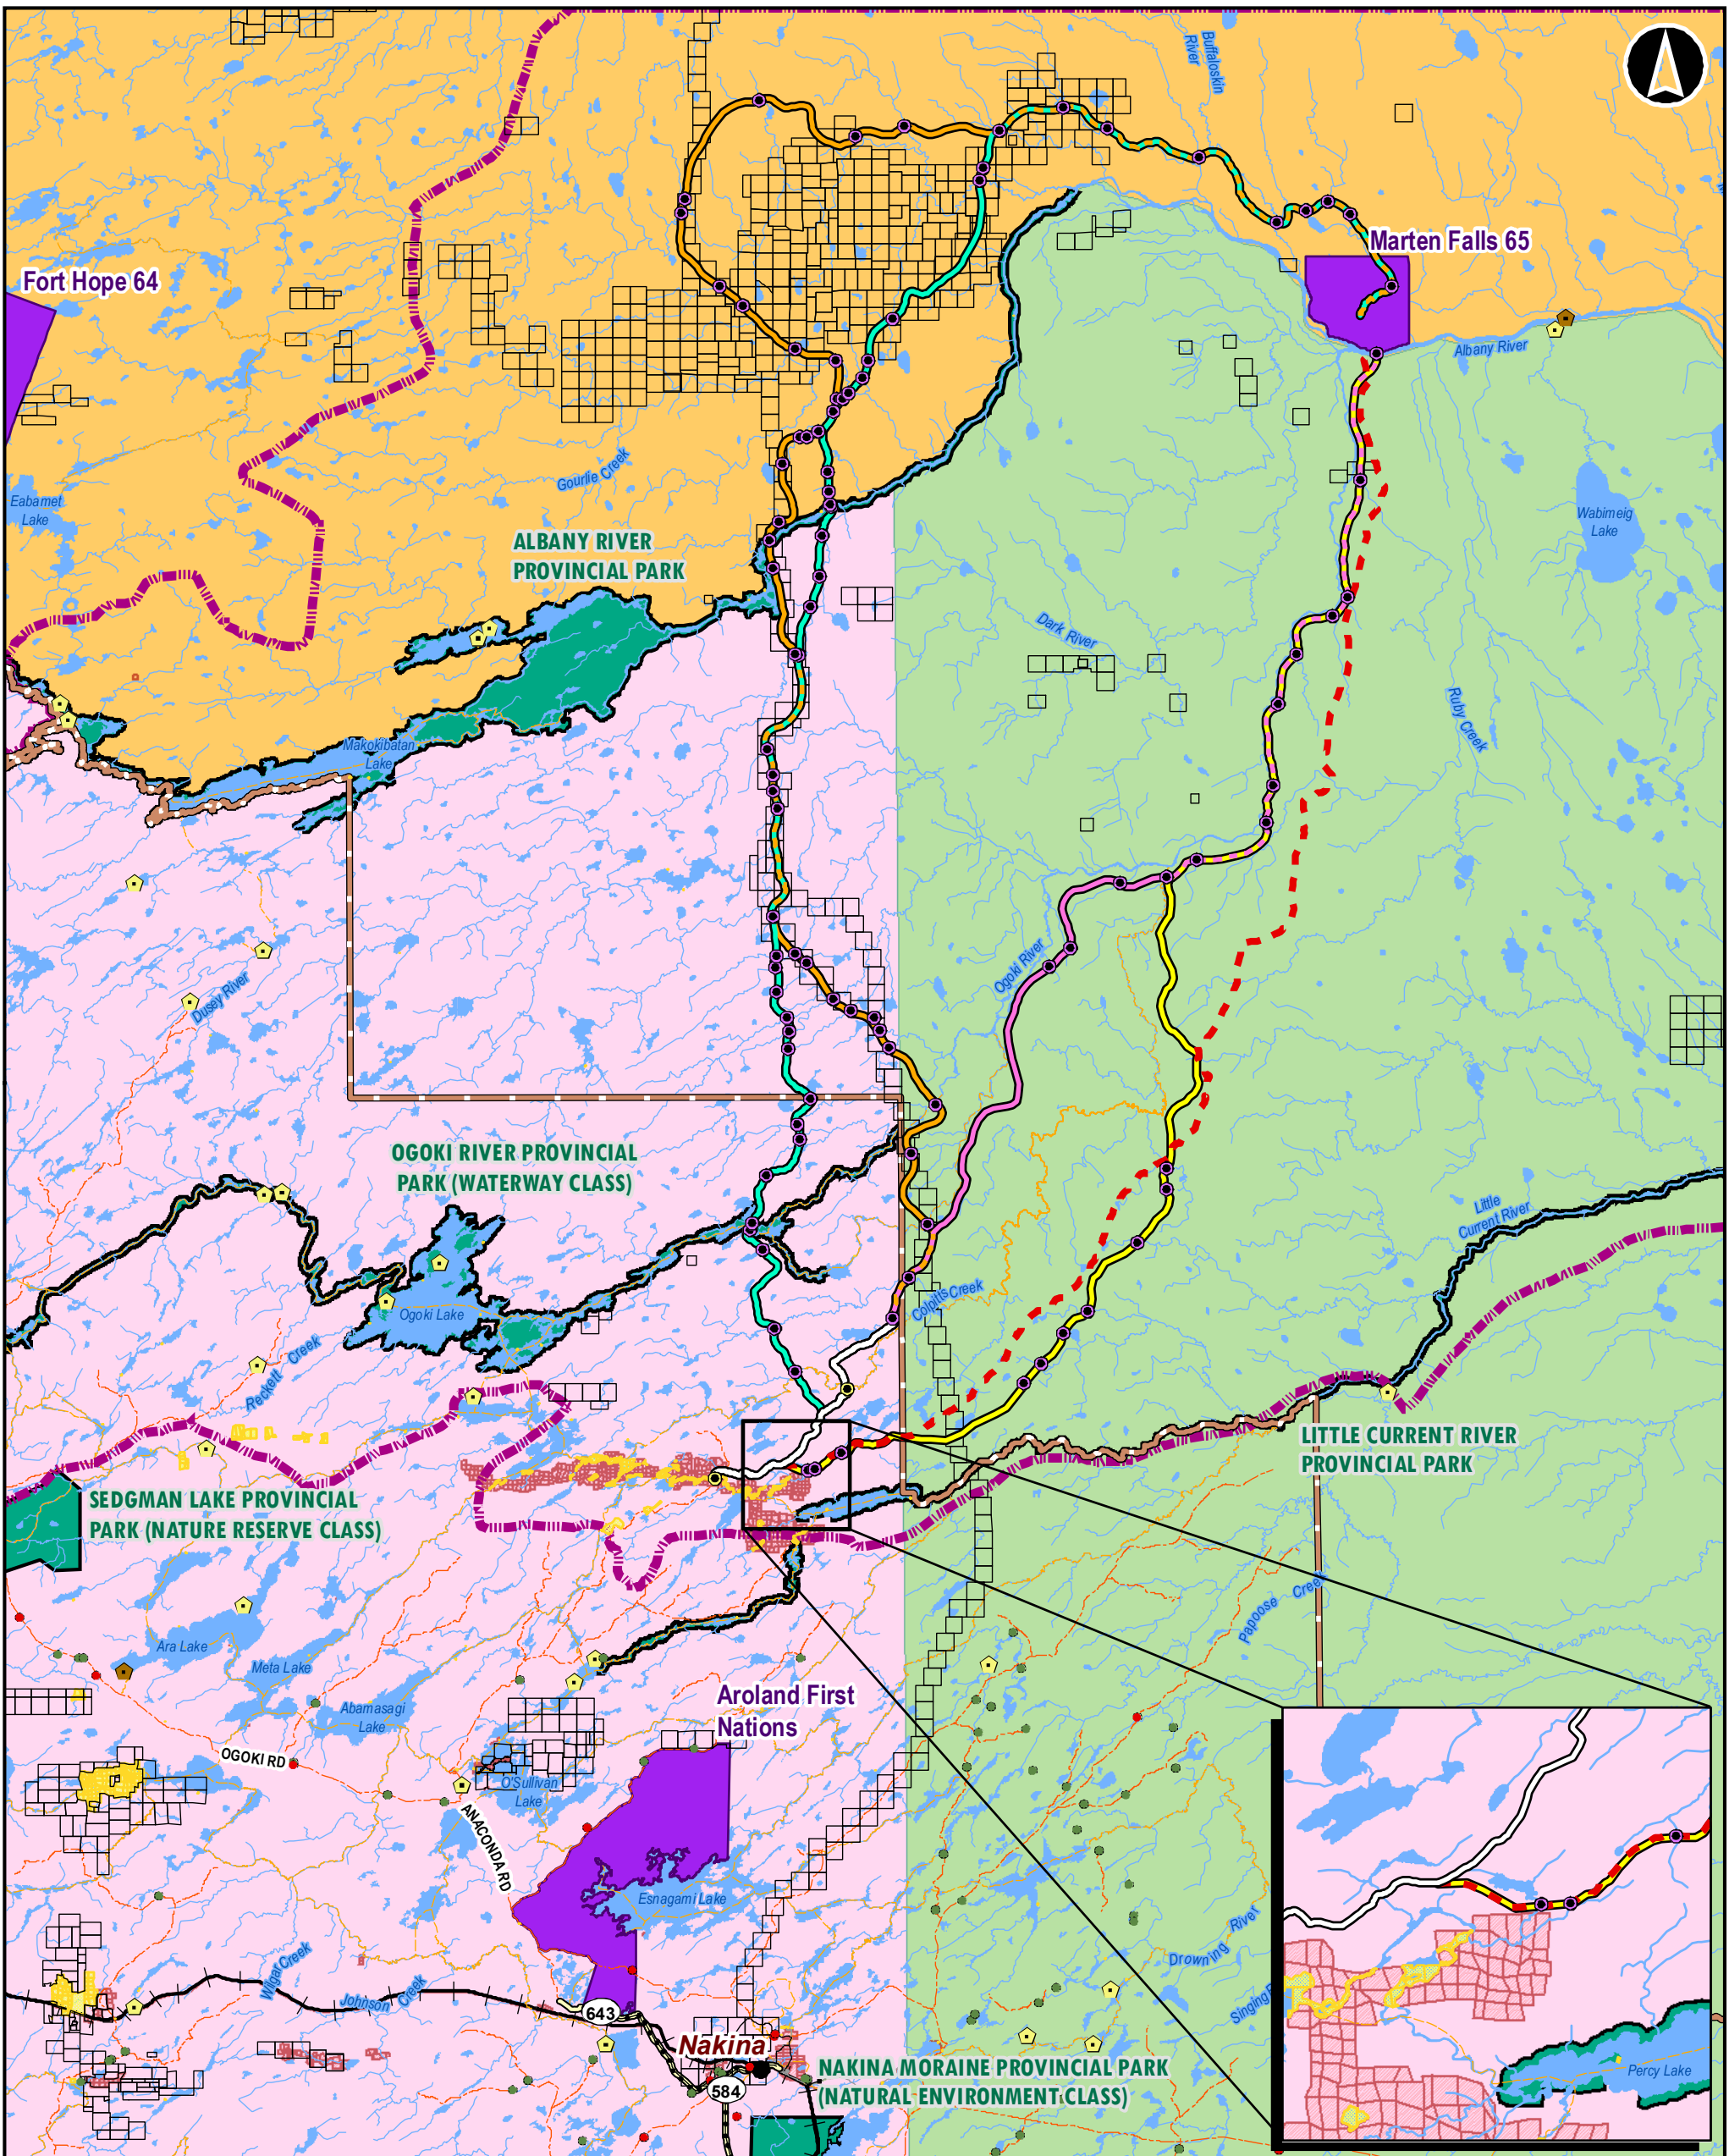 Buffaloskin
River
Marten Falls 65
Fort Hope 64
Albany River
Gourlie Creek
Eabamet
Lake
Wabimeig
Lake
ALBANY RIVER
PROVINCIAL PARK
Dark River
Ruby Creek
Makokibatan
Lake
Ogoki River
Dusey River
OGOKI RIVER PROVINCIAL
PARK (WATERWAY CLASS)
Little
Current River
Colpitts Creek
Ogoki Lake
Reckett Creek
LITTLE CURRENT RIVER
PROVINCIAL PARK
SEDGMAN LAKE PROVINCIAL
PARK (NATURE RESERVE CLASS)
Papoose Creek
Ara Lake
Meta Lake
Abamasagi
Lake
Aroland First
Nations
OGOKI RD
O'Sullivan
Lake
ANACONDA RD
Esnagami Lake
Drowning River
Wigar Creek
Johnson Creek
Singing
643
Nakina
NAKINA MORAINE PROVINCIAL PARK
(NATURAL ENVIRONMENT CLASS)
584
Percy Lake